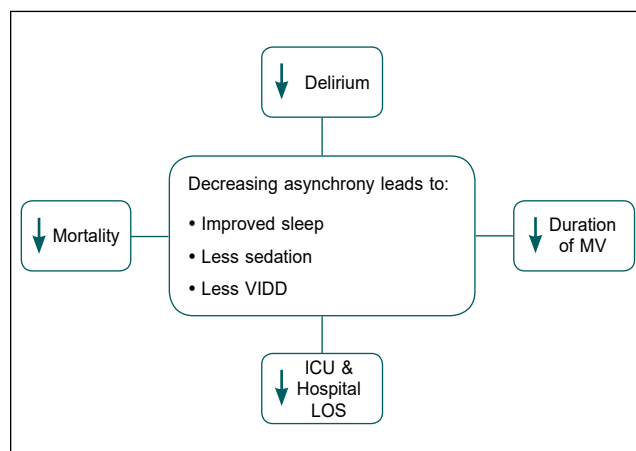 Delirium
Decreasing asynchrony leads to:
• Improved sleep
• Less sedation
• Less VIDD
Mortality
Duration
of MV
ICU &
Hospital
LOS